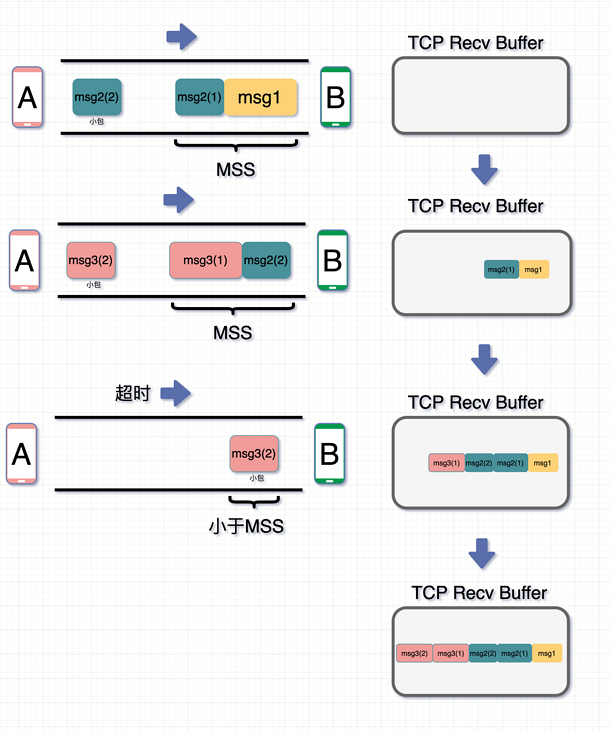 TCP Recv Buffer
A
msg2(2)
msg2(1)
msg1
B
小包
MSS
TCP Recv Buffer
A
msg3(2)
msg3(1)
msg2(2)
B
小包
MSS
msg2(1)
msg1
超时
TCP Recv Buffer
A
msg3(2)
B
小包
小于MSS
msg3(1)
msg2(2)
msg2(1)
msg1
TCP Recv Buffer
msg3(2)
msg3(1)
msg2(2)
msg2(1)
msg1